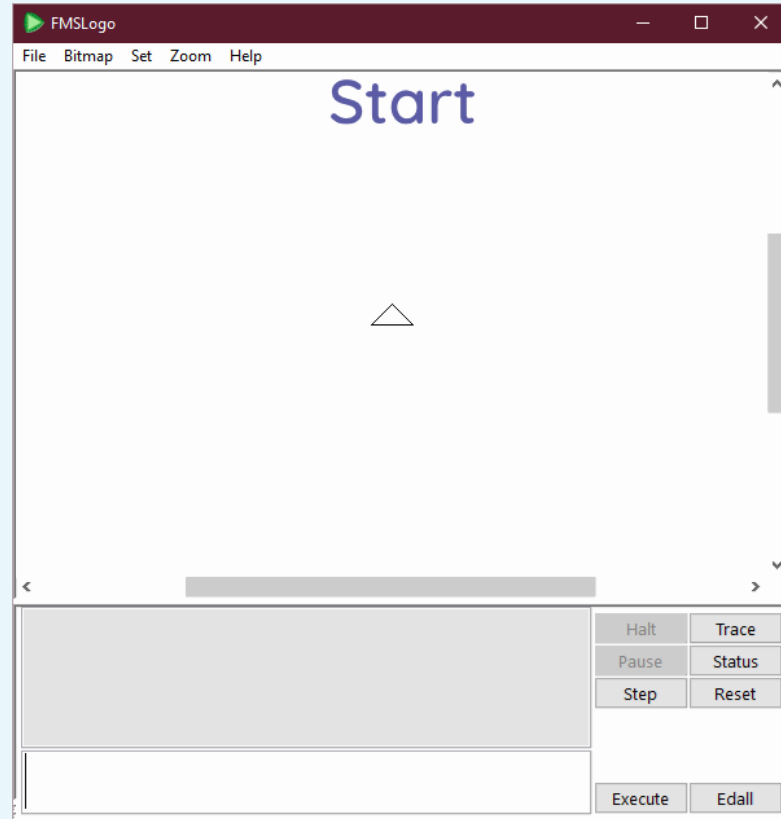 FMSLogo
File Bitmap Set Zoom Help
Start
Halt Trace
Pause Status
Step Reset
Execute Edall